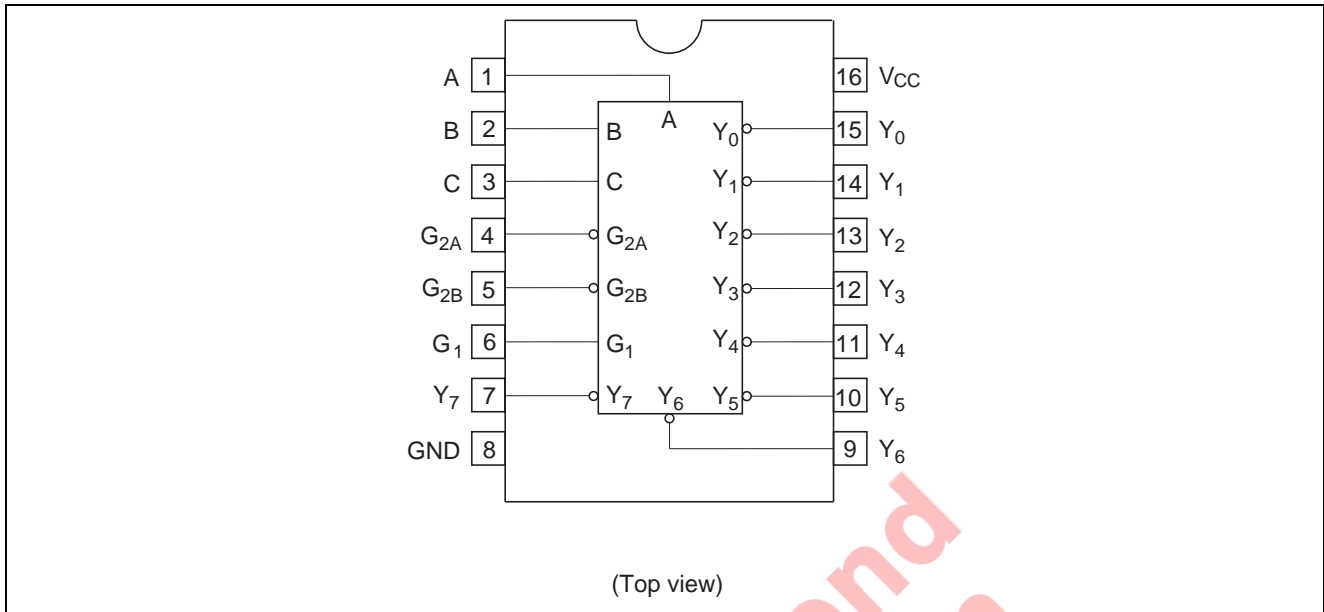 A 1 16 VCC
A
B 2 B Y0 15 Y0
C 3 C Y1 14 Y1
G2A 4 G2A Y2 13 Y2
G2B 5 G2B Y3 12 Y3
G1 6 G1 Y4 11 Y4
Y7 7 Y7 Y6 Y5 10 Y5
GND 8 9 Y6
(Top view)